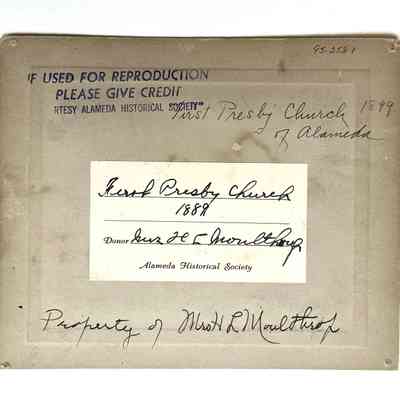 95-258-1
IF USED FOR REPRODUCTION
PLEASE GIVE CREDIT
RTESY ALAMEDA HISTORICAL SOCIETY"
First Presby Church 1899
of Alameda
First Presby Church
1889
Donor Mrs H L Moulthrop
Alameda Historical Society
Property of Mrs H L Moulthrop